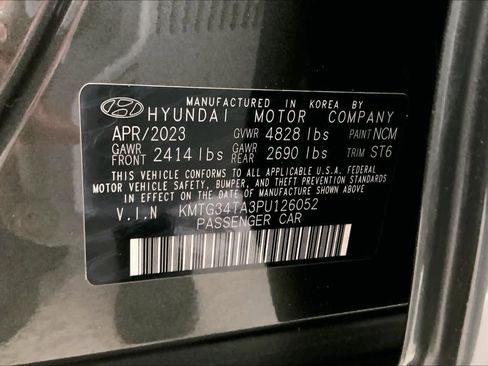 MANUFACTURED IN KOREA BY
HYUNDAI MOTOR COMPANY
APR/2023 GVWR 4828 lbs PAINT NCM
GAWR FRONT 2414 lbs GAWR REAR 2690 lbs TRIM ST6
THIS VEHICLE CONFORMS TO ALL APPLICABLE U.S.A. FEDERAL
MOTOR VEHICLE SAFETY, BUMPER, AND THEFT PREVENTION STANDARDS
IN EFFECT ON THE DATE OF MANUFACTURE SHOWN ABOVE.
V.I.N KMTG34TA3PU126052
PASSENGER CAR